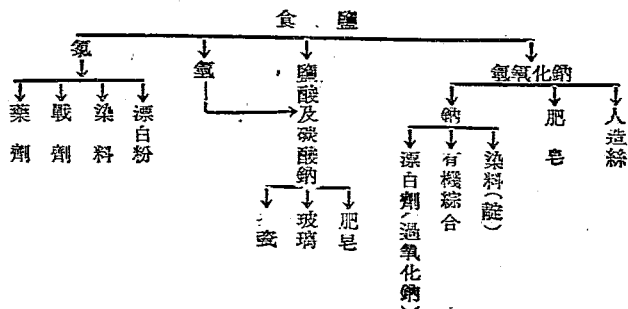 食鹽
氯
氫
鹽酸及碳酸鈉
氫氧化鈉
藥劑
戰劑
染料
漂白粉
鈉
肥皂
人造絲
漂白劑(過氧化鈉)
有機綜合
染料(靛)
瓷
玻璃
肥皂